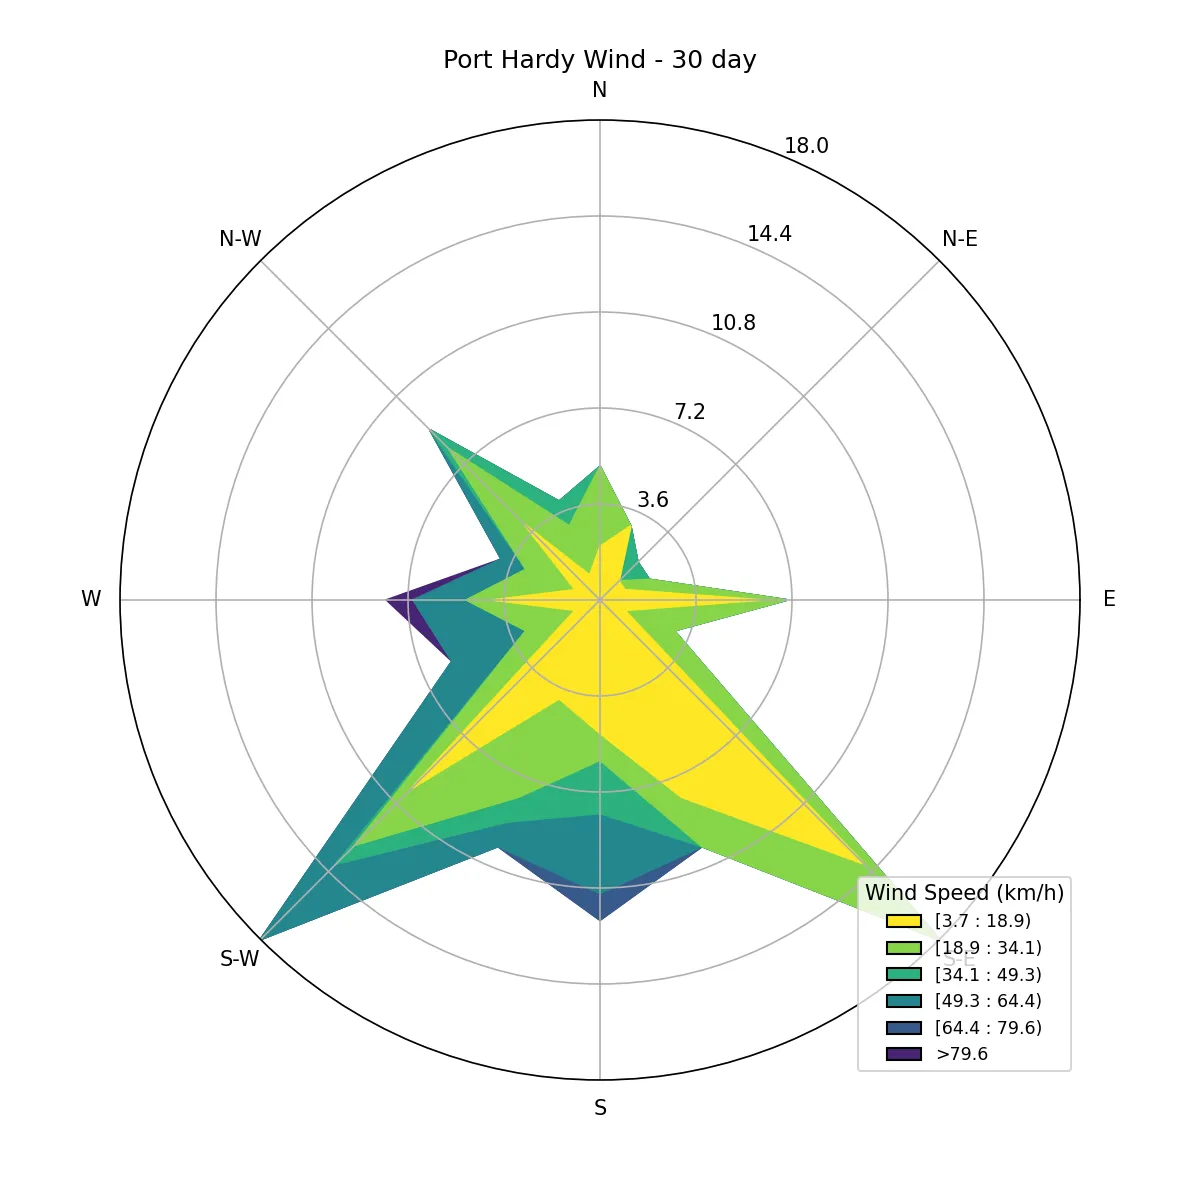 Port Hardy Wind - 30 day
N
18.0
N-W
14.4
N-E
10.8
7.2
3.6
W
E
S-W
S-E
S
Wind Speed (km/h)
[3.7 : 18.9)
[18.9 : 34.1)
[34.1 : 49.3)
[49.3 : 64.4)
[64.4 : 79.6)
>79.6